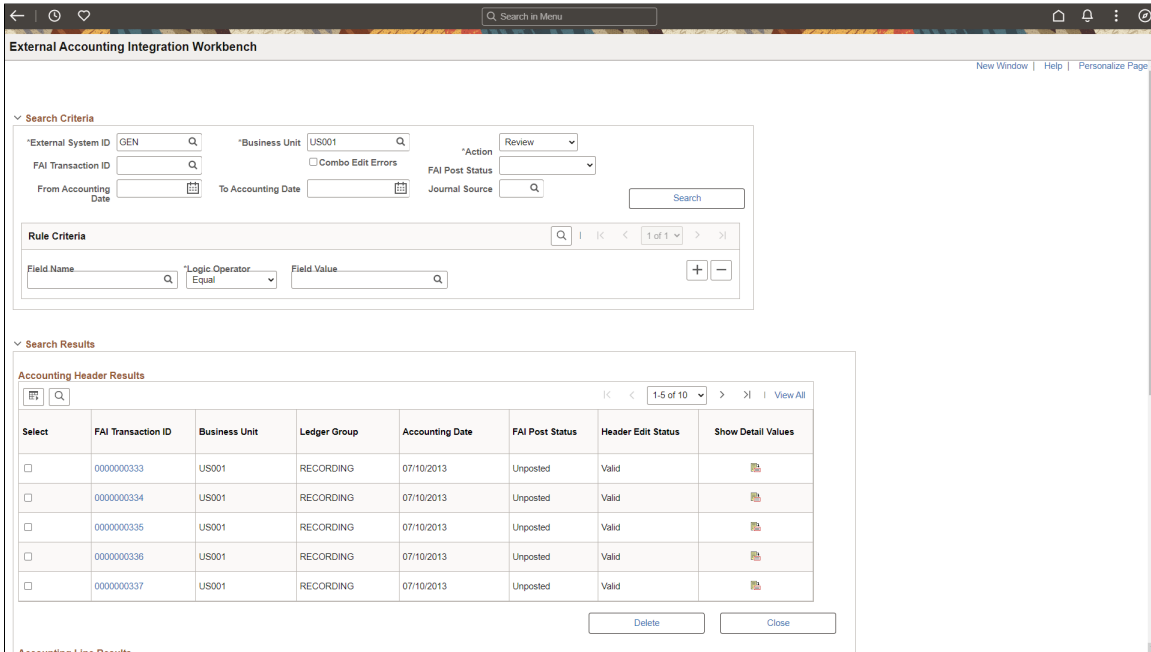 Search in Menu
External Accounting Integration Workbench
New Window | Help | Personalize Page
Search Criteria
*External System ID GEN *Business Unit US001 *Action Review
FAI Transaction ID Combo Edit Errors FAI Post Status
From Accounting Date To Accounting Date Journal Source
Search
Rule Criteria 1 of 1
Field Name *Logic Operator Field Value
Equal
Search Results
Accounting Header Results
1-5 of 10 | View All
Select FAI Transaction ID Business Unit Ledger Group Accounting Date FAI Post Status Header Edit Status Show Detail Values
0000000333 US001 RECORDING 07/10/2013 Unposted Valid
0000000334 US001 RECORDING 07/10/2013 Unposted Valid
0000000335 US001 RECORDING 07/10/2013 Unposted Valid
0000000336 US001 RECORDING 07/10/2013 Unposted Valid
0000000337 US001 RECORDING 07/10/2013 Unposted Valid
Delete Close
Accounting Line Results